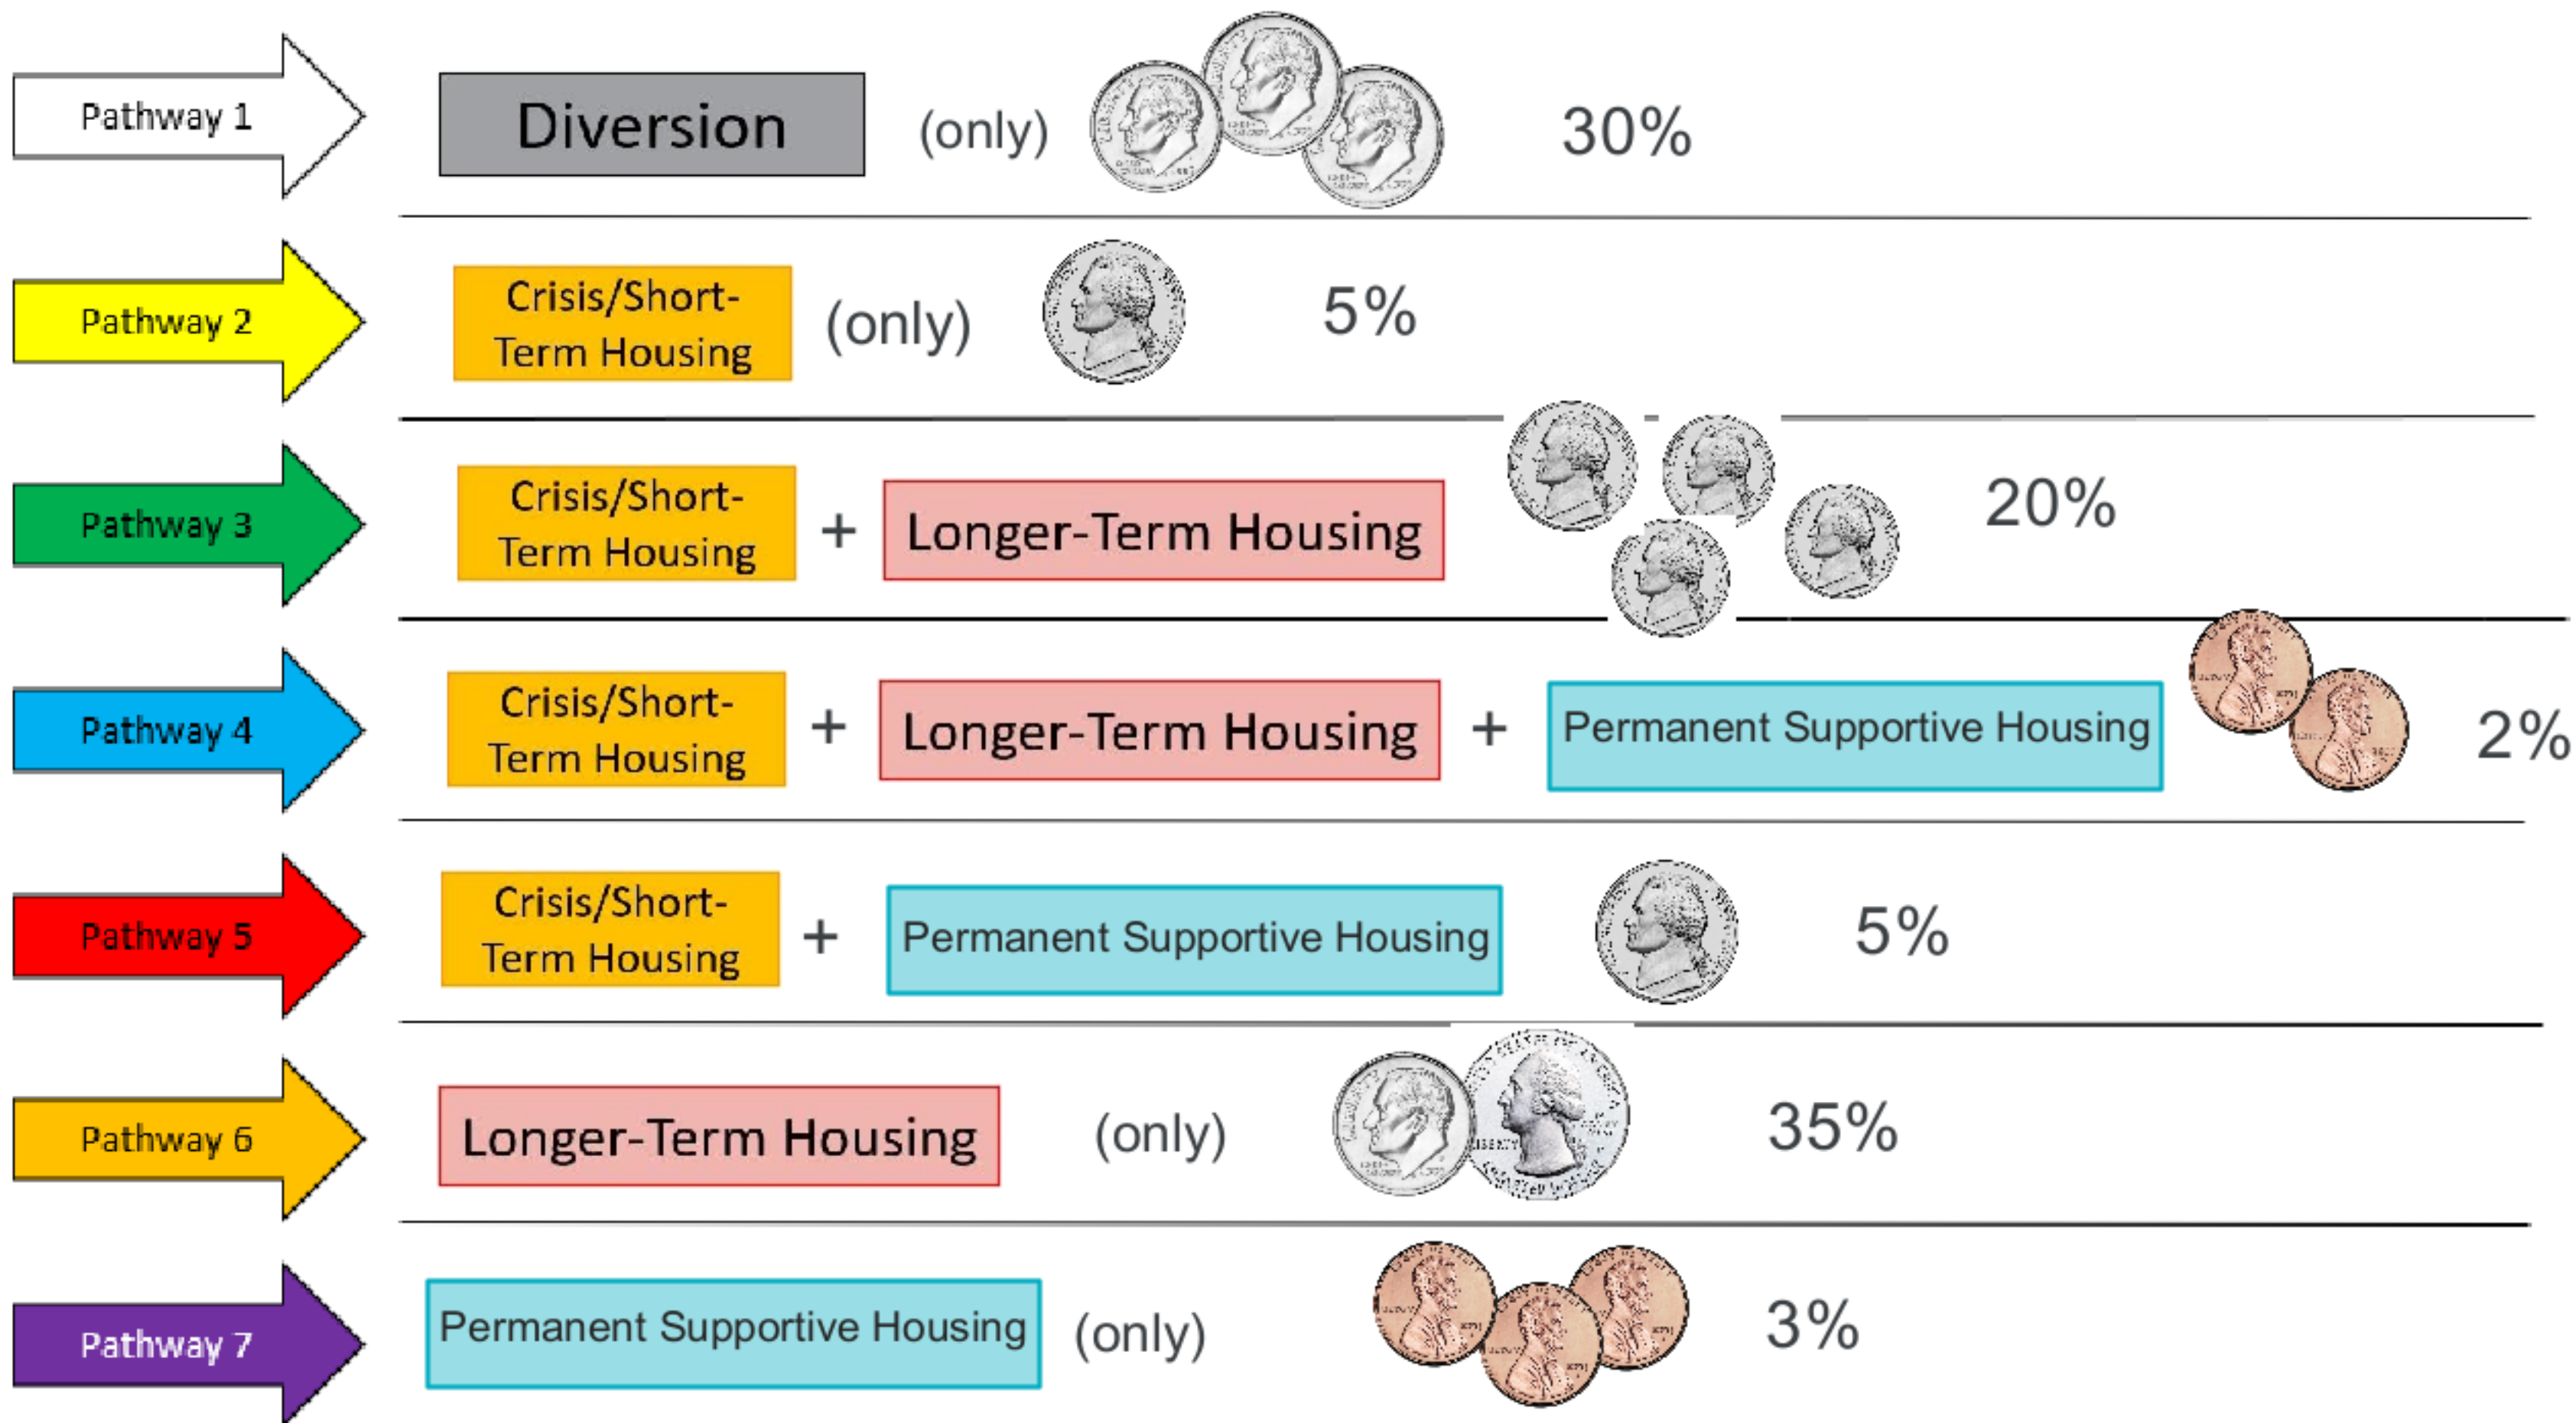 Pathway 1
Diversion (only) 30%
Pathway 2
Crisis/Short-
Term Housing
(only) 5%
Pathway 3
Crisis/Short-
Term Housing
+ Longer-Term Housing 20%
Pathway 4
Crisis/Short-
Term Housing
+ Longer-Term Housing + Permanent Supportive Housing 2%
Pathway 5
Crisis/Short-
Term Housing
+ Permanent Supportive Housing 5%
Pathway 6
Longer-Term Housing (only) 35%
Pathway 7
Permanent Supportive Housing (only) 3%